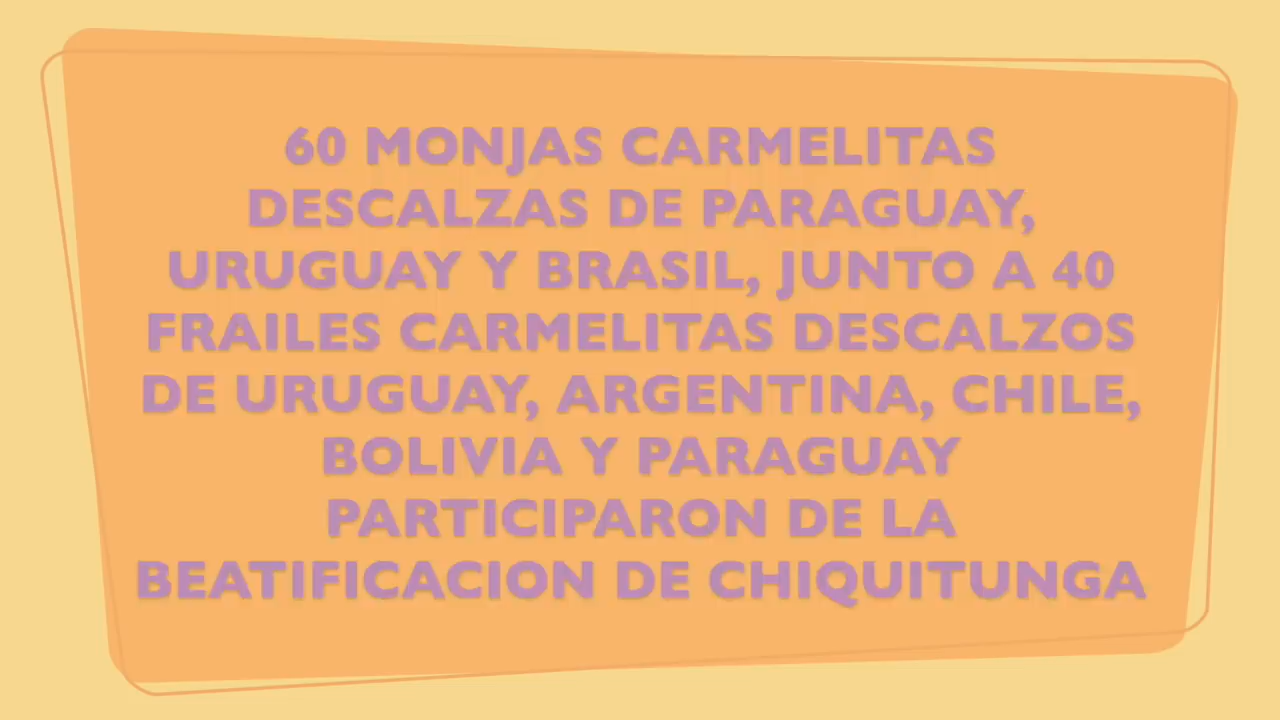 60 MONJAS CARMELITAS
DESCALZAS DE PARAGUAY,
URUGUAY Y BRASIL, JUNTO A 40
FRAILES CARMELITAS DESCALZOS
DE URUGUAY, ARGENTINA, CHILE,
BOLIVIA Y PARAGUAY
PARTICIPARON DE LA
BEATIFICACION DE CHIQUITUNGA